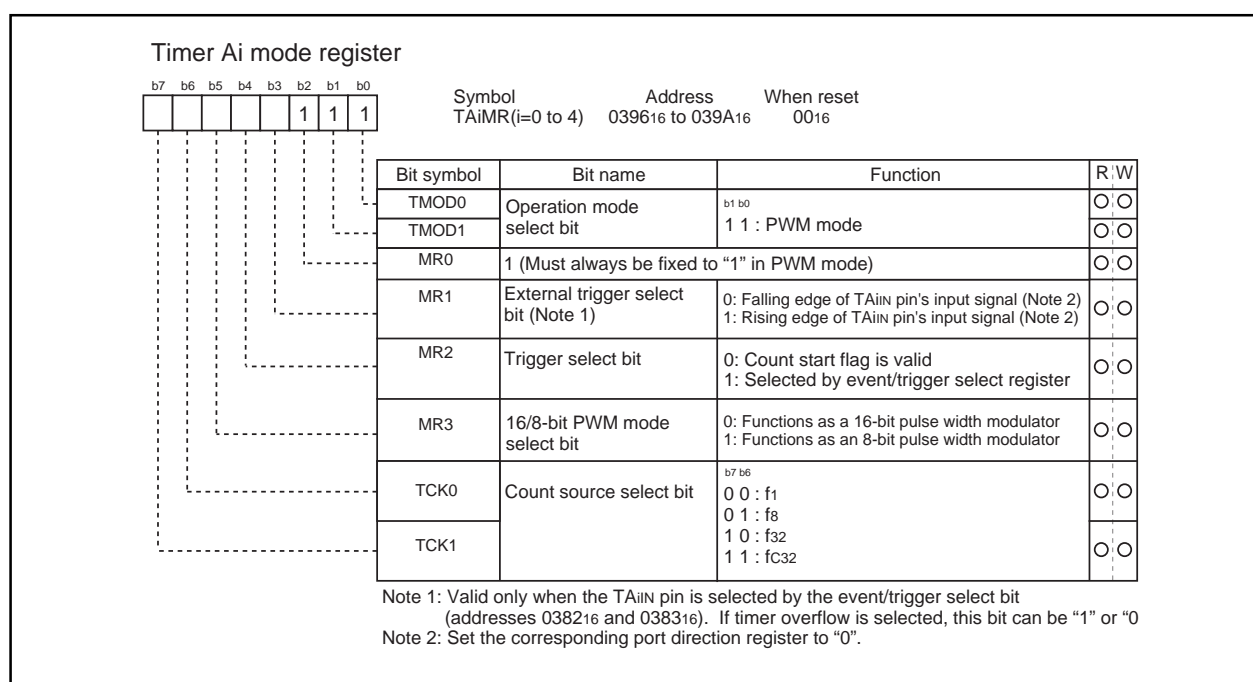 Timer Ai mode register
b7 b6 b5 b4 b3 b2 b1 b0
1 1 1
Symbol Address When reset
TAiMR(i=0 to 4) 039616 to 039A16 0016
Bit symbol Bit name Function R W
TMOD0
TMOD1
Operation mode
select bit
b1 b0
1 1 : PWM mode
MR0 1 (Must always be fixed to “1” in PWM mode)
MR1
External trigger select
bit (Note 1)
0: Falling edge of TAiIN pin's input signal (Note 2)
1: Rising edge of TAiIN pin's input signal (Note 2)
MR2
Trigger select bit
0: Count start flag is valid
1: Selected by event/trigger select register
MR3
16/8-bit PWM mode
select bit
0: Functions as a 16-bit pulse width modulator
1: Functions as an 8-bit pulse width modulator
TCK0
TCK1
Count source select bit
b7 b6
0 0 : f1
0 1 : f8
1 0 : f32
1 1 : fC32
Note 1: Valid only when the TAiIN pin is selected by the event/trigger select bit
(addresses 038216 and 038316). If timer overflow is selected, this bit can be “1” or “0
Note 2: Set the corresponding port direction register to “0”.